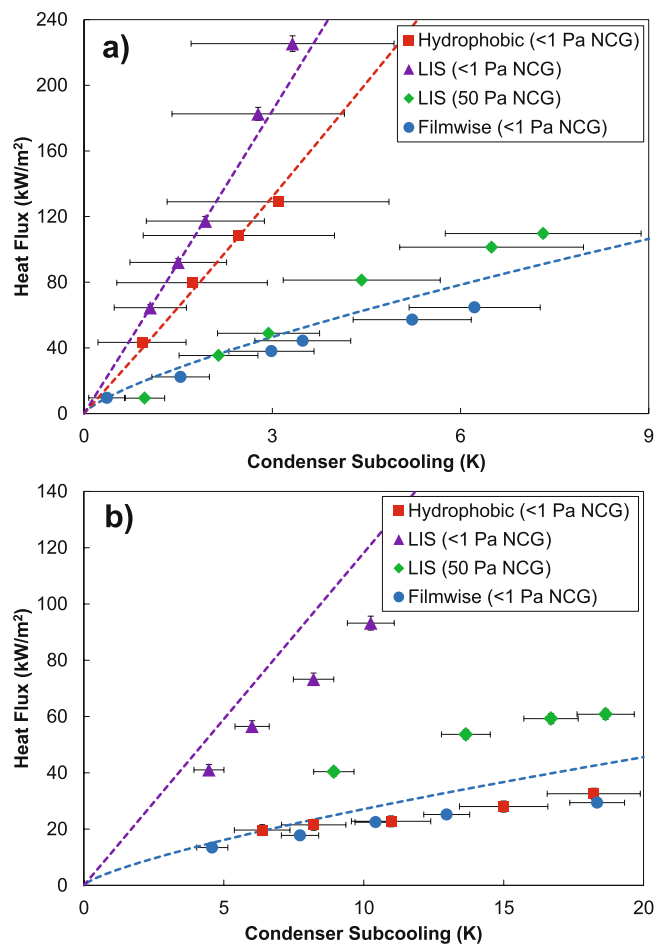 a)
Hydrophobic (<1 Pa NCG)
LIS (<1 Pa NCG)
LIS (50 Pa NCG)
Filmwise (<1 Pa NCG)
Heat Flux (kW/m²)
240
200
160
120
80
40
0
0 3 6 9
Condenser Subcooling (K)
b)
Hydrophobic (<1 Pa NCG)
LIS (<1 Pa NCG)
LIS (50 Pa NCG)
Filmwise (<1 Pa NCG)
Heat Flux (kW/m²)
140
120
100
80
60
40
20
0
0 5 10 15 20
Condenser Subcooling (K)